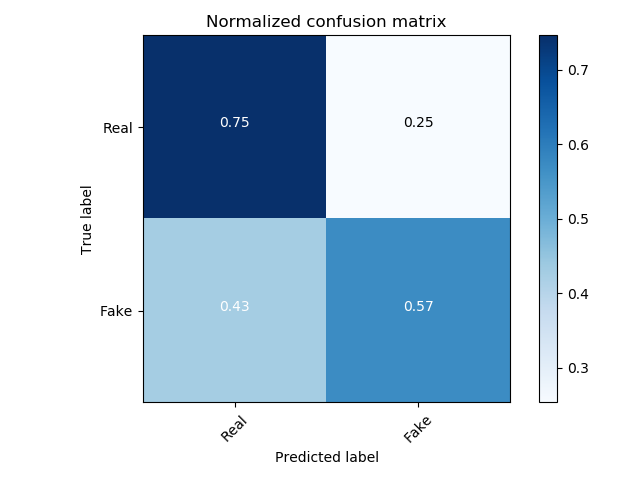 Normalized confusion matrix
Real
0.75
0.25
0.7
0.6
0.5
0.4
0.3
True label
Fake
0.43
0.57
Real
Fake
Predicted label